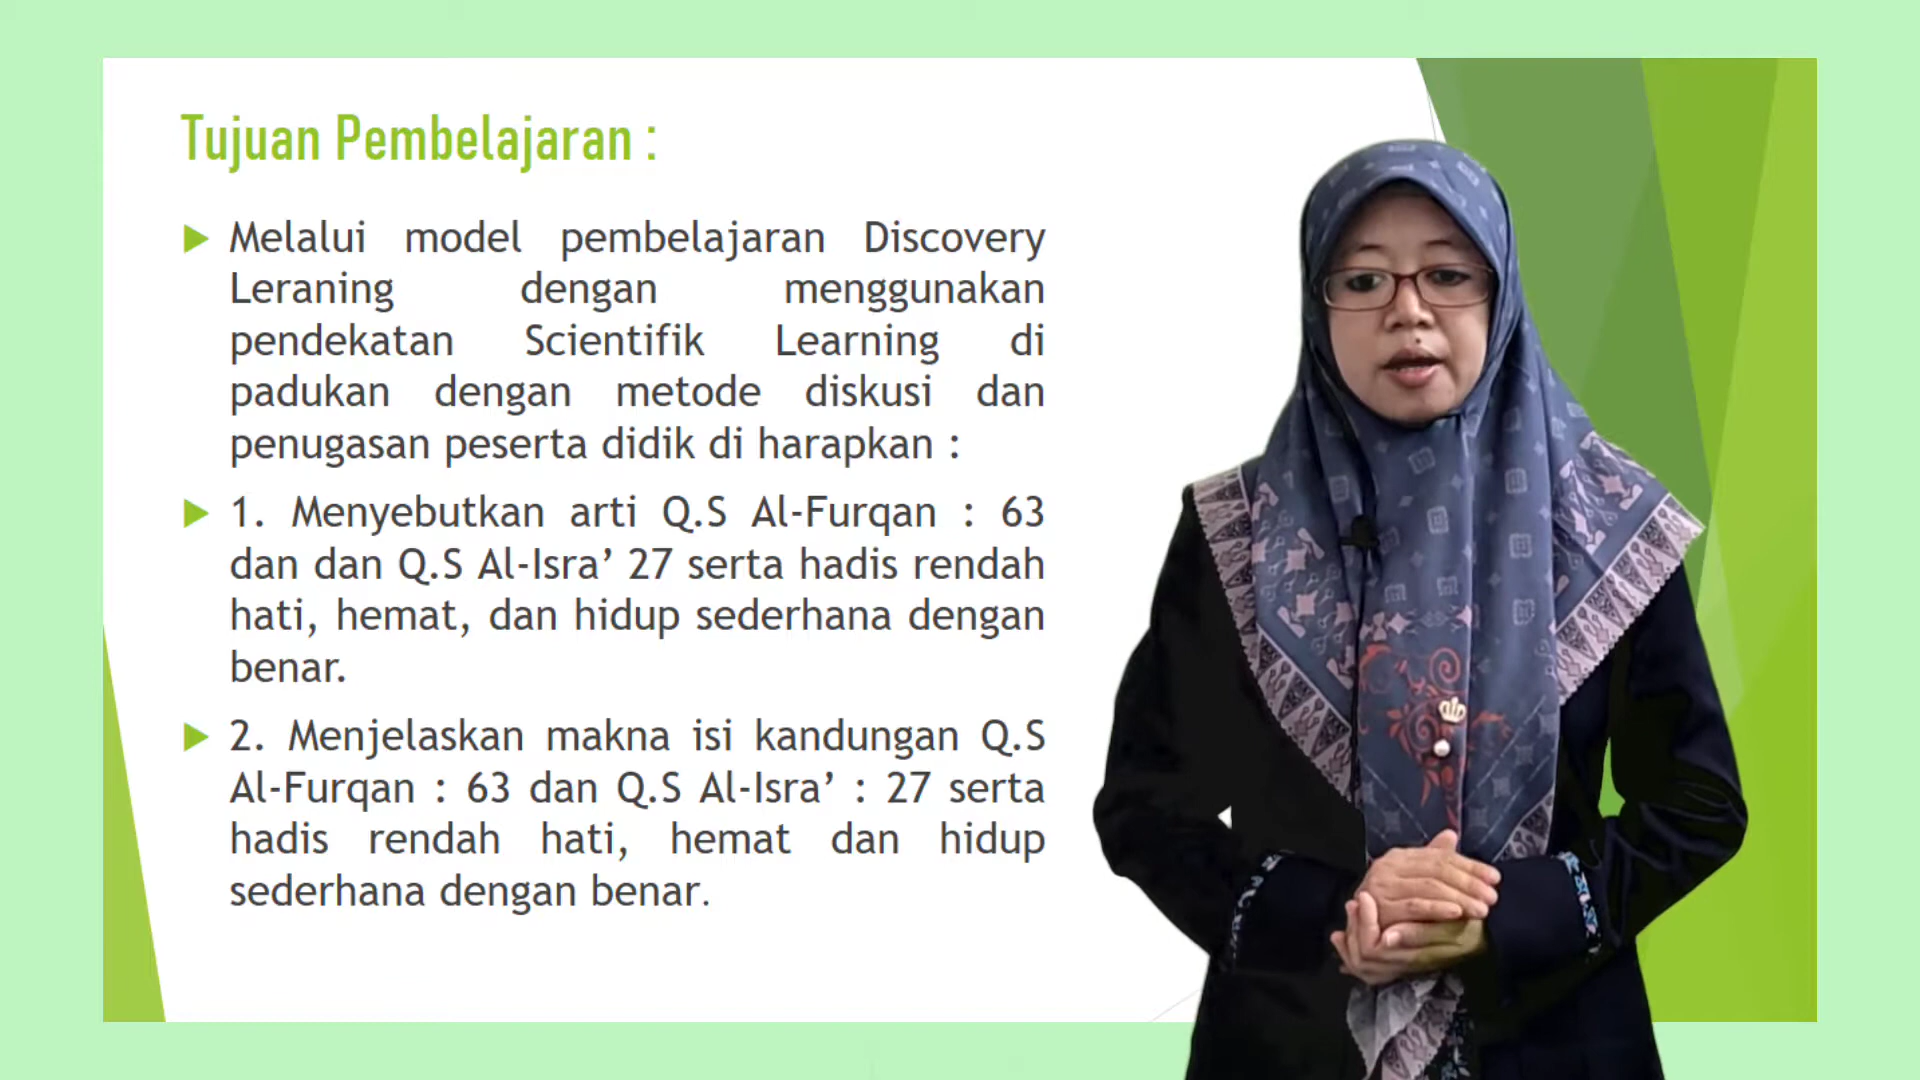 Tujuan Pembelajaran :
Melalui model pembelajaran Discovery
Leraning dengan menggunakan
pendekatan Scientifik Learning di
padukan dengan metode diskusi dan
penugasan peserta didik di harapkan :
1. Menyebutkan arti Q.S Al-Furqan : 63
dan dan Q.S Al-Isra’ 27 serta hadis rendah
hati, hemat, dan hidup sederhana dengan
benar.
2. Menjelaskan makna isi kandungan Q.S
Al-Furqan : 63 dan Q.S Al-Isra’ : 27 serta
hadis rendah hati, hemat dan hidup
sederhana dengan benar.